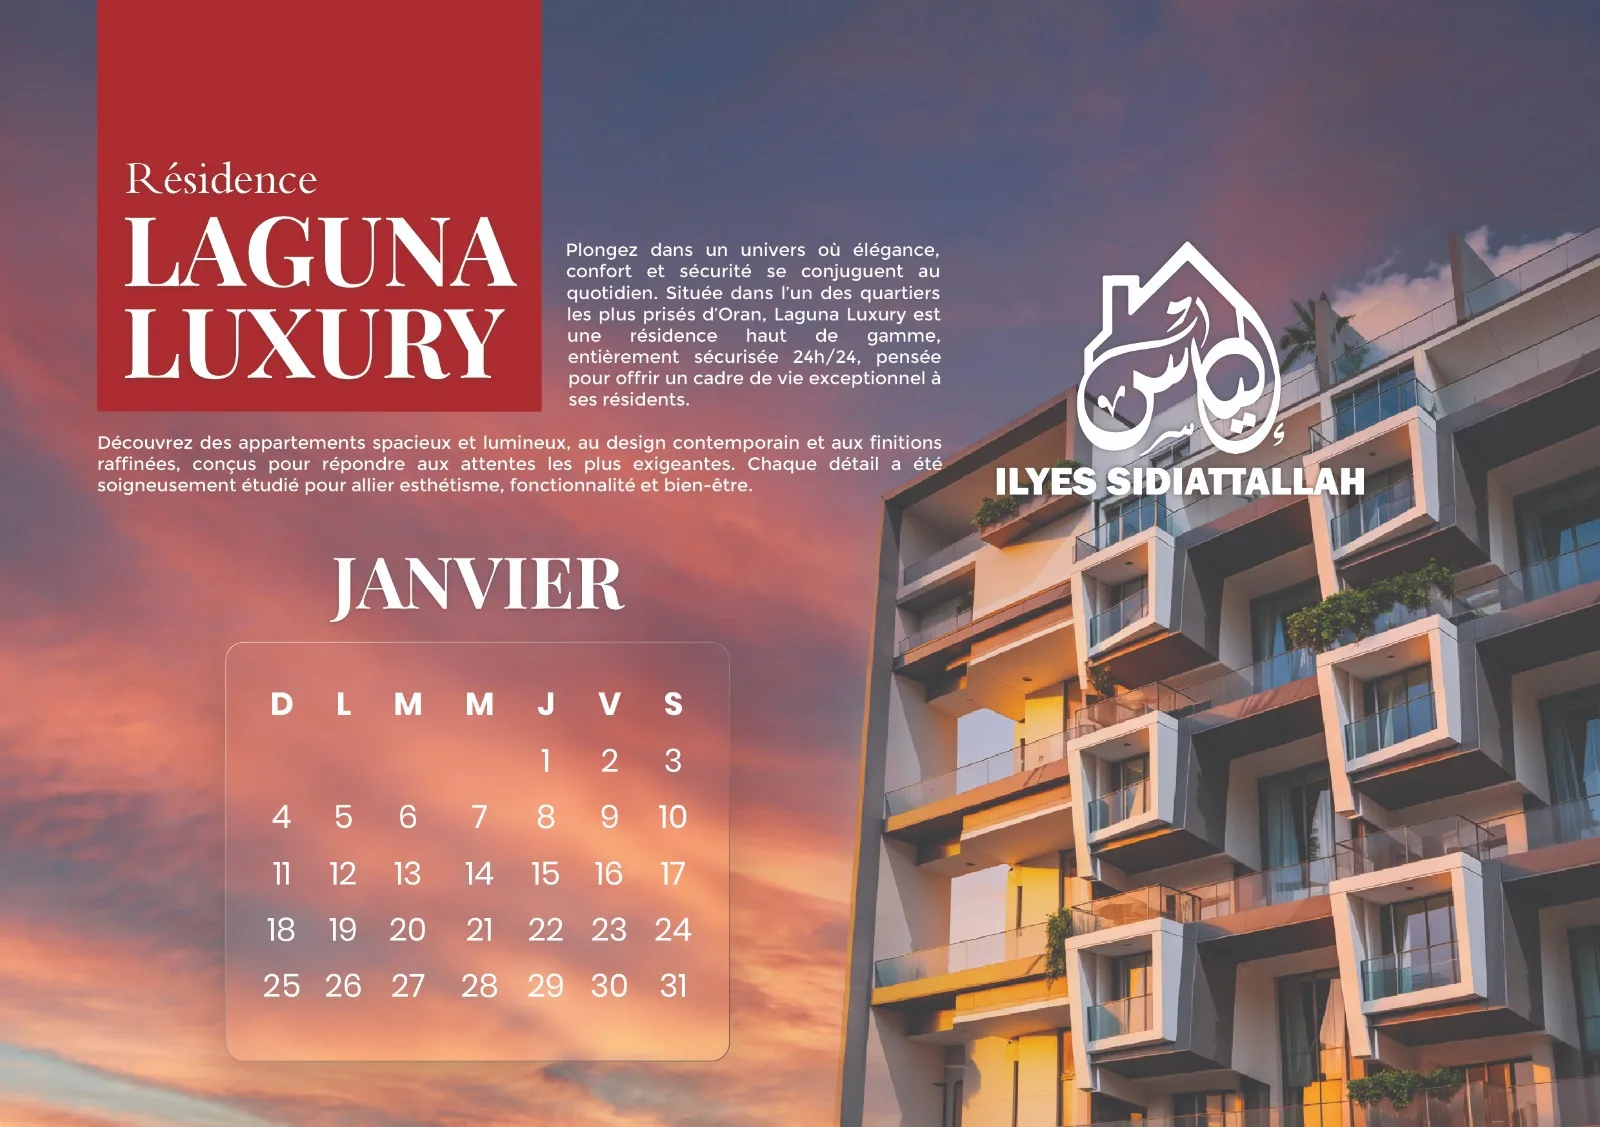 Résidence
LAGUNA
LUXURY
Plongez dans un univers où élégance,
confort et sécurité se conjuguent au
quotidien. Située dans l'un des quartiers
les plus prisés d'Oran, Laguna Luxury est
une résidence haut de gamme,
entièrement sécurisée 24h/24, pensée
pour offrir un cadre de vie exceptionnel à
ses résidents.
Découvrez des appartements spacieux et lumineux, au design contemporain et aux finitions
raffinées, conçus pour répondre aux attentes les plus exigeantes. Chaque détail a été
soigneusement étudié pour allier esthétisme, fonctionnalité et bien-être.
إلياس
ILYES SIDIATTALLAH
JANVIER
D L M M J V S
1 2 3
4 5 6 7 8 9 10
11 12 13 14 15 16 17
18 19 20 21 22 23 24
25 26 27 28 29 30 31